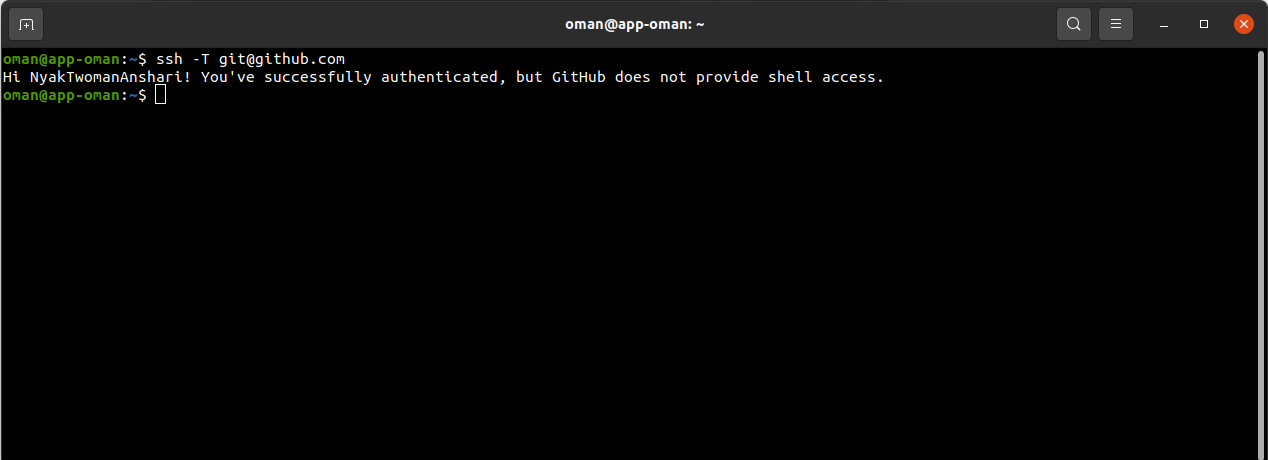 oman@app-oman: ~
oman@app-oman:~$ ssh -T git@github.com
Hi NyakTwomanAnshari! You've successfully authenticated, but GitHub does not provide shell access.
oman@app-oman:~$